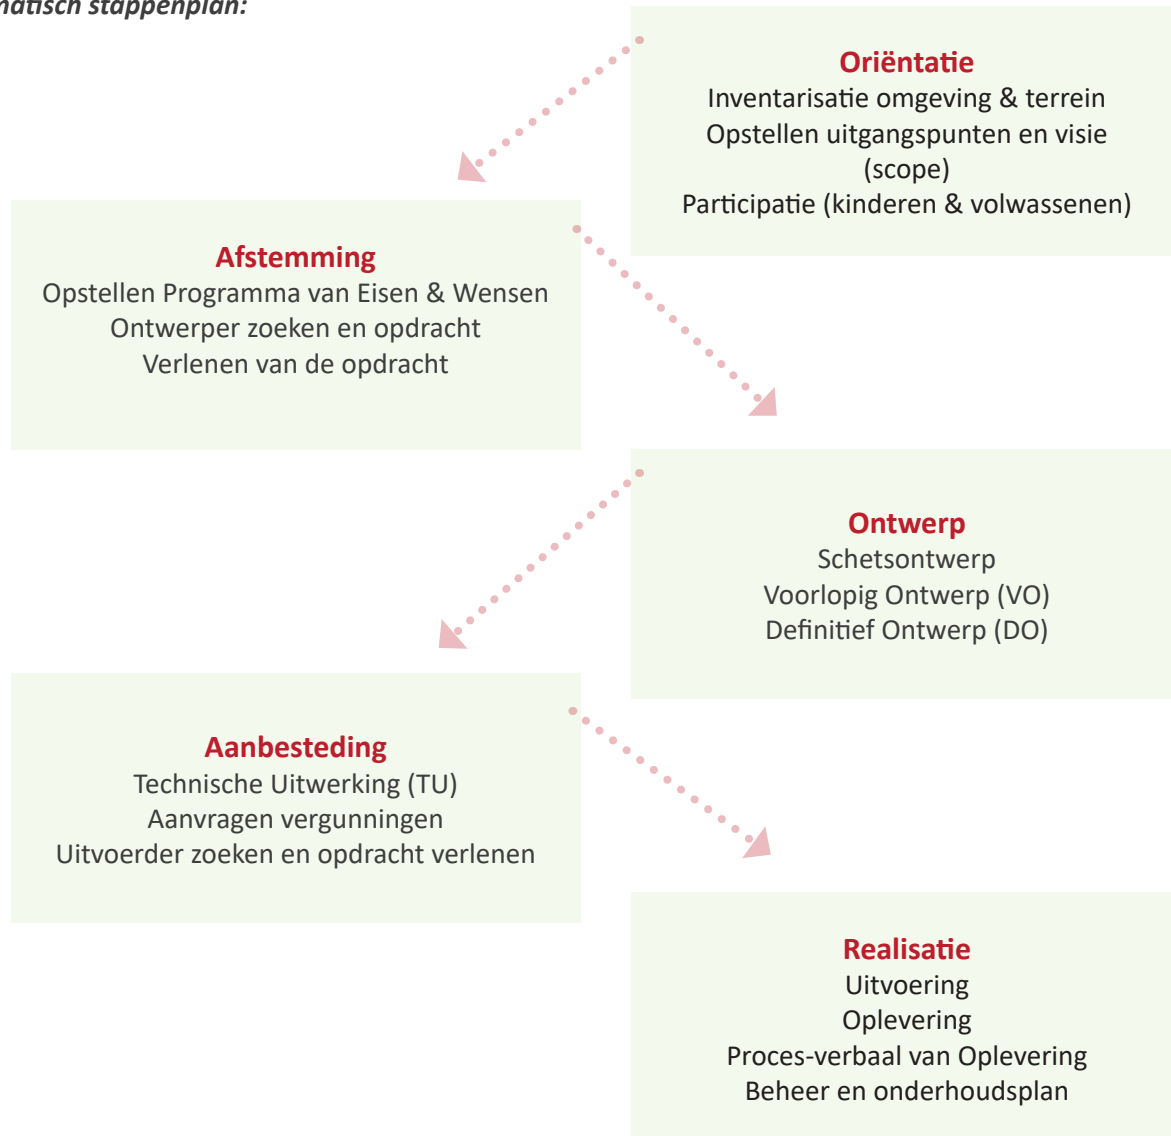 matisch stappenplan:
Oriëntatie
Inventarisatie omgeving & terrein
Opstellen uitgangspunten en visie
(scope)
Participatie (kinderen & volwassenen)
Afstemming
Opstellen Programma van Eisen & Wensen
Ontwerper zoeken en opdracht
Verlenen van de opdracht
Ontwerp
Schetsontwerp
Voorlopig Ontwerp (VO)
Definitief Ontwerp (DO)
Aanbesteding
Technische Uitwerking (TU)
Aanvragen vergunningen
Uitvoerder zoeken en opdracht verlenen
Realisatie
Uitvoering
Oplevering
Proces-verbaal van Oplevering
Beheer en onderhoudsplan